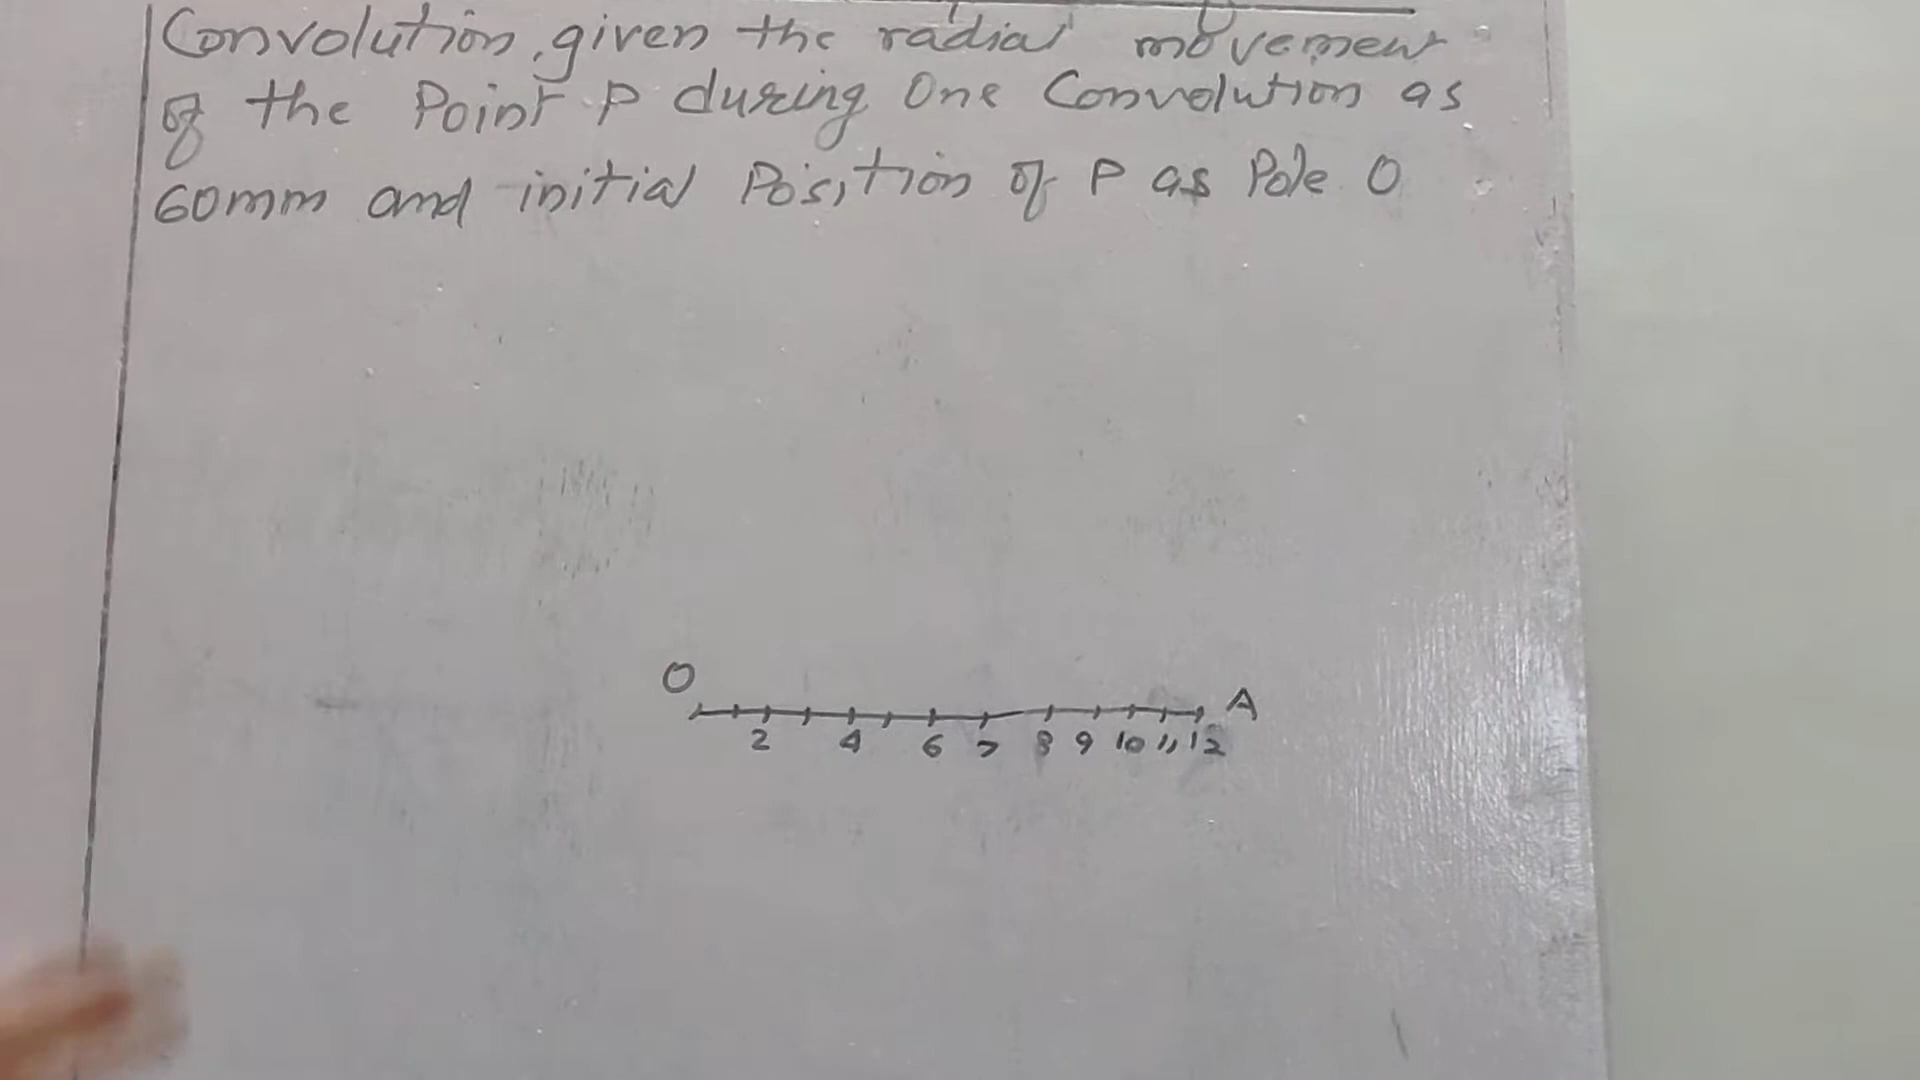 Convolution, given the radial movement
of the Point P during One Convolution as
60mm and initial Position of P as Pole O
O
A
2 4 6 7 8 9 10 11 12